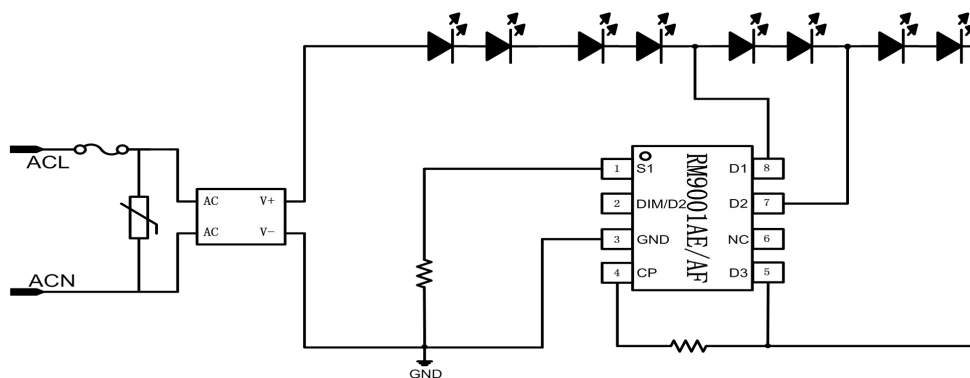 ACL
ACN
AC V+
AC V-
RM9001AE/AF
1 S1 D1 8
2 DIM/D2 D2 7
3 GND NC 6
4 CP D3 5
GND